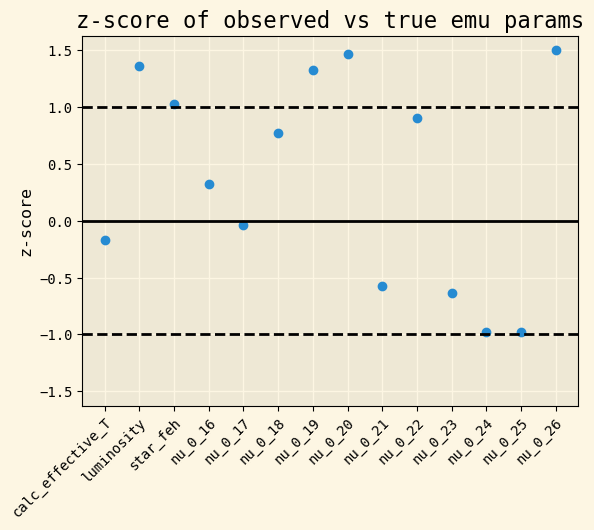 z-score of observed vs true emu params
z-score
1.5
1.0
0.5
0.0
−0.5
−1.0
−1.5
calc_effective_T
luminosity
star_feh
nu_0_16
nu_0_17
nu_0_18
nu_0_19
nu_0_20
nu_0_21
nu_0_22
nu_0_23
nu_0_24
nu_0_25
nu_0_26